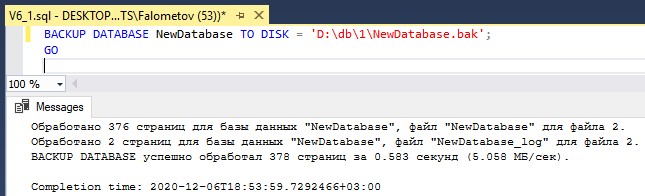 V6_1.sql - DESKTOP...TS\Falometov (53))*
BACKUP DATABASE NewDatabase TO DISK = 'D:\db\1\NewDatabase.bak';
GO
100 %
Messages
Обработано 376 страниц для базы данных "NewDatabase", файл "NewDatabase" для файла 2.
Обработано 2 страниц для базы данных "NewDatabase", файл "NewDatabase_log" для файла 2.
BACKUP DATABASE успешно обработал 378 страниц за 0.583 секунд (5.058 МБ/сек).
Completion time: 2020-12-06T18:53:59.7292466+03:00